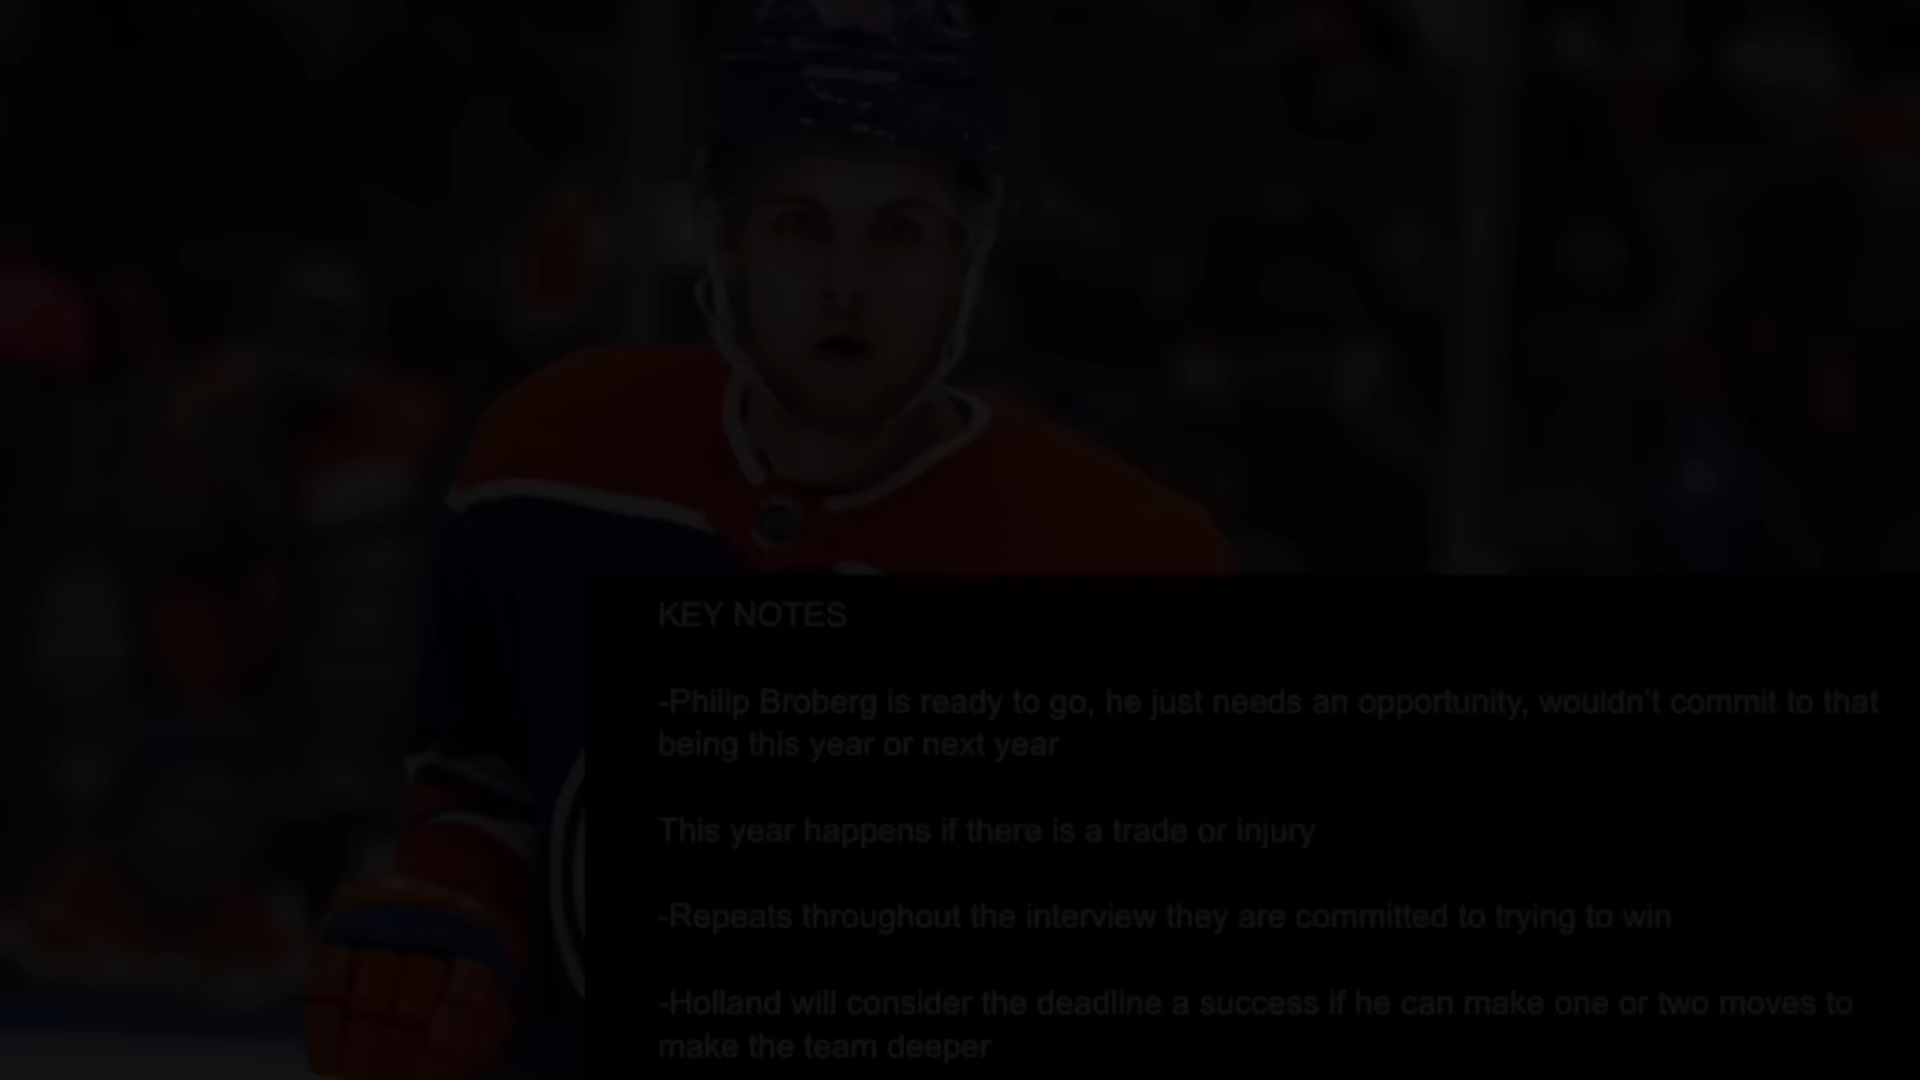 KEY NOTES
-Philip Broberg is ready to go, he just needs an opportunity, wouldn't commit to that
being this year or next year
This year happens if there is a trade or injury
-Repeats throughout the interview they are committed to trying to win
-Holland will consider the deadline a success if he can make one or two moves to
make the team deeper